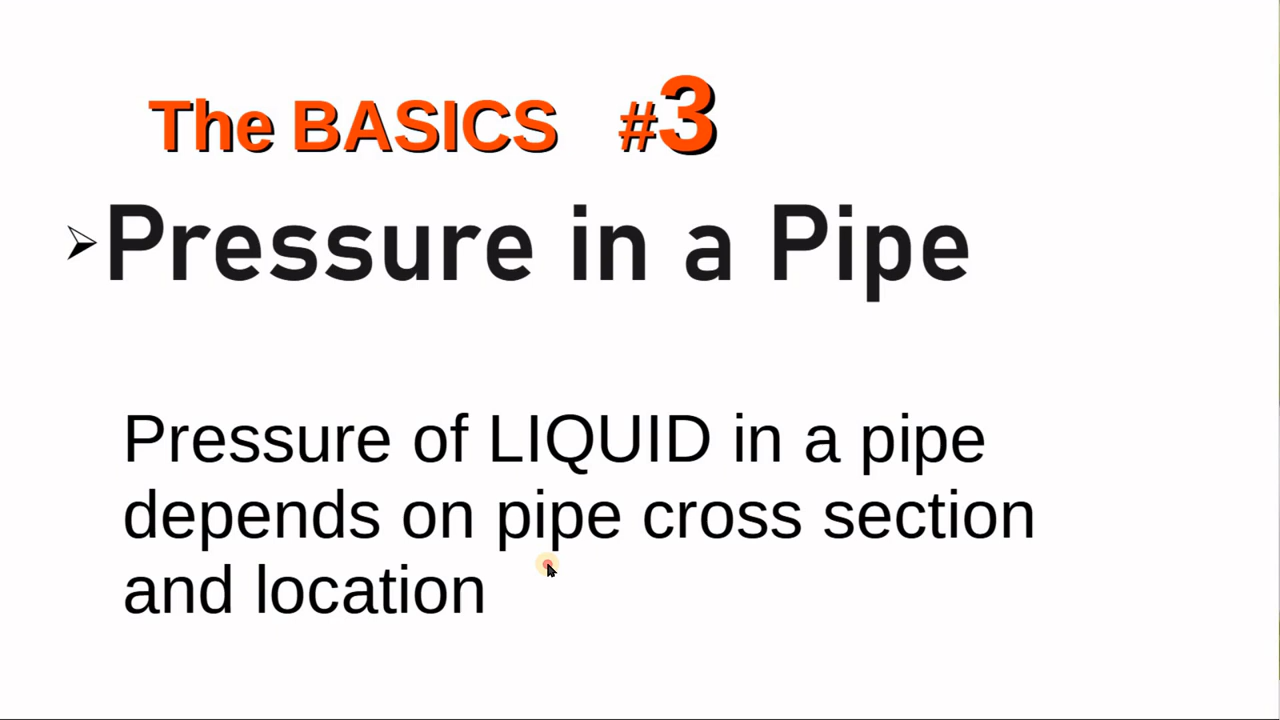 The BASICS #3
➢Pressure in a Pipe
Pressure of LIQUID in a pipe
depends on pipe cross section
and location